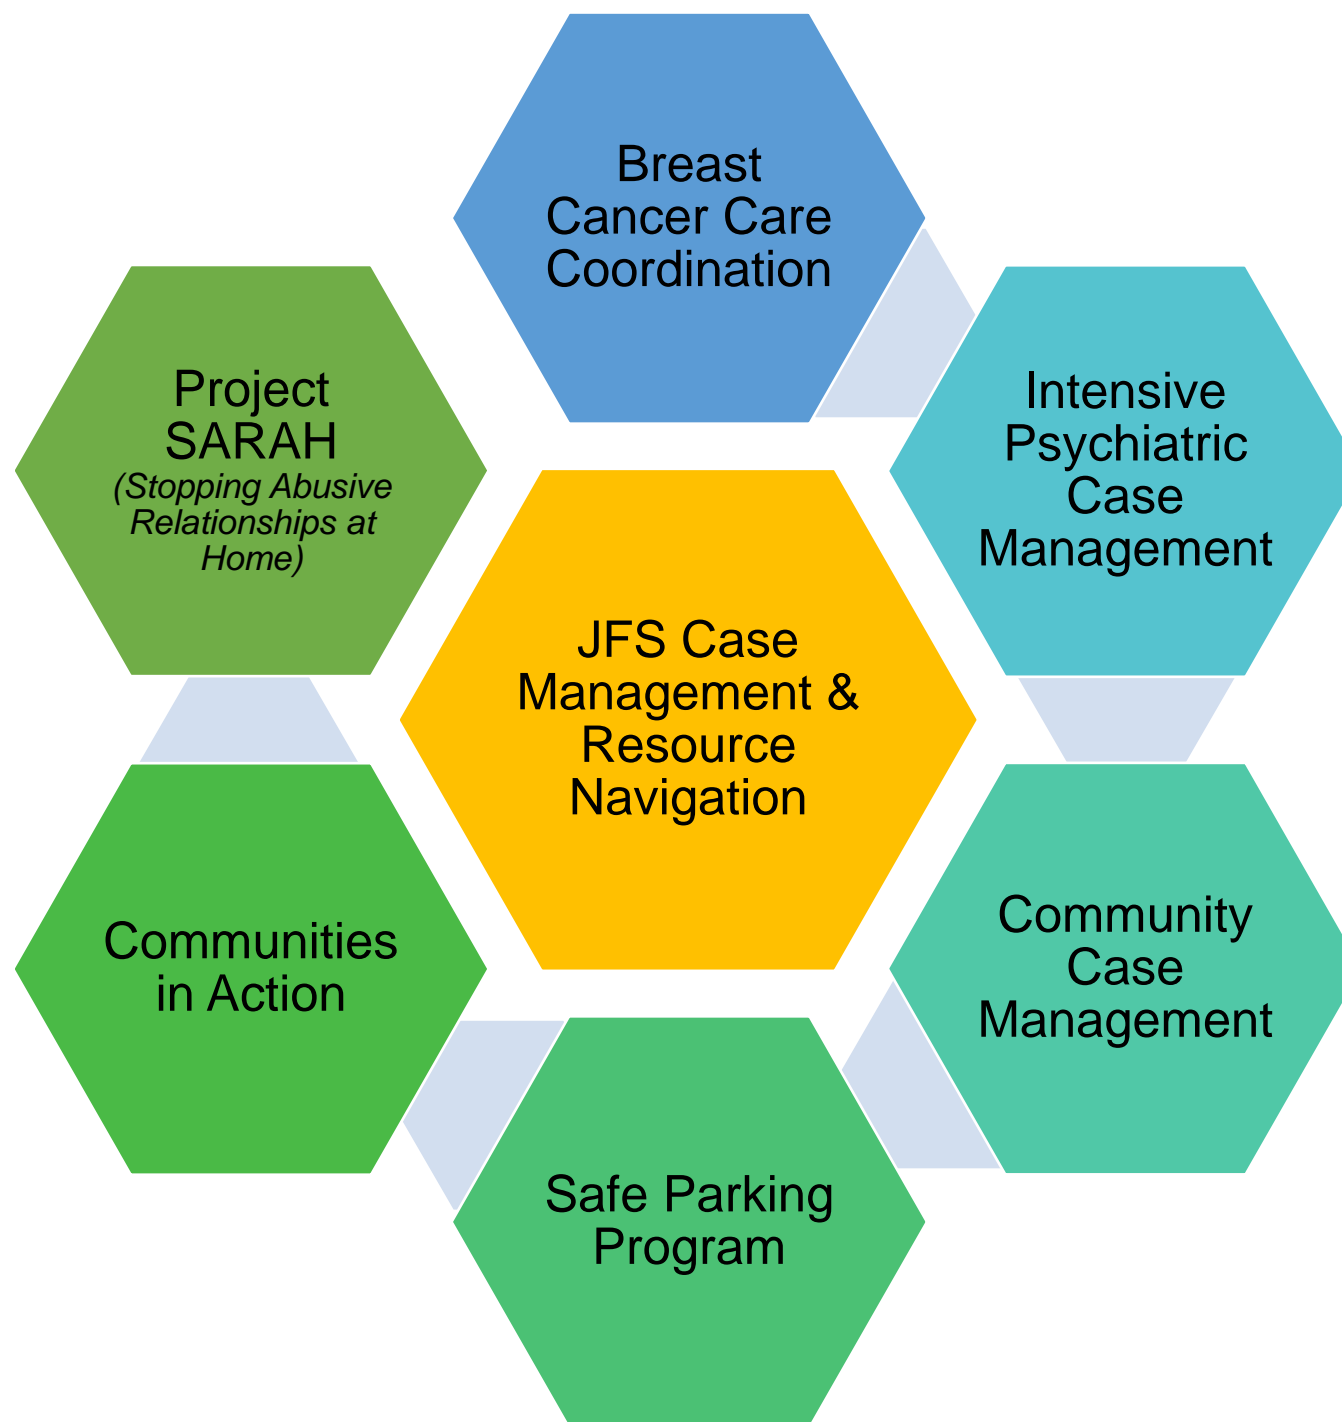 Breast
Cancer Care
Coordination
Project
SARAH
(Stopping Abusive
Relationships at
Home)
Intensive
Psychiatric
Case
Management
JFS Case
Management &
Resource
Navigation
Communities
in Action
Community
Case
Management
Safe Parking
Program